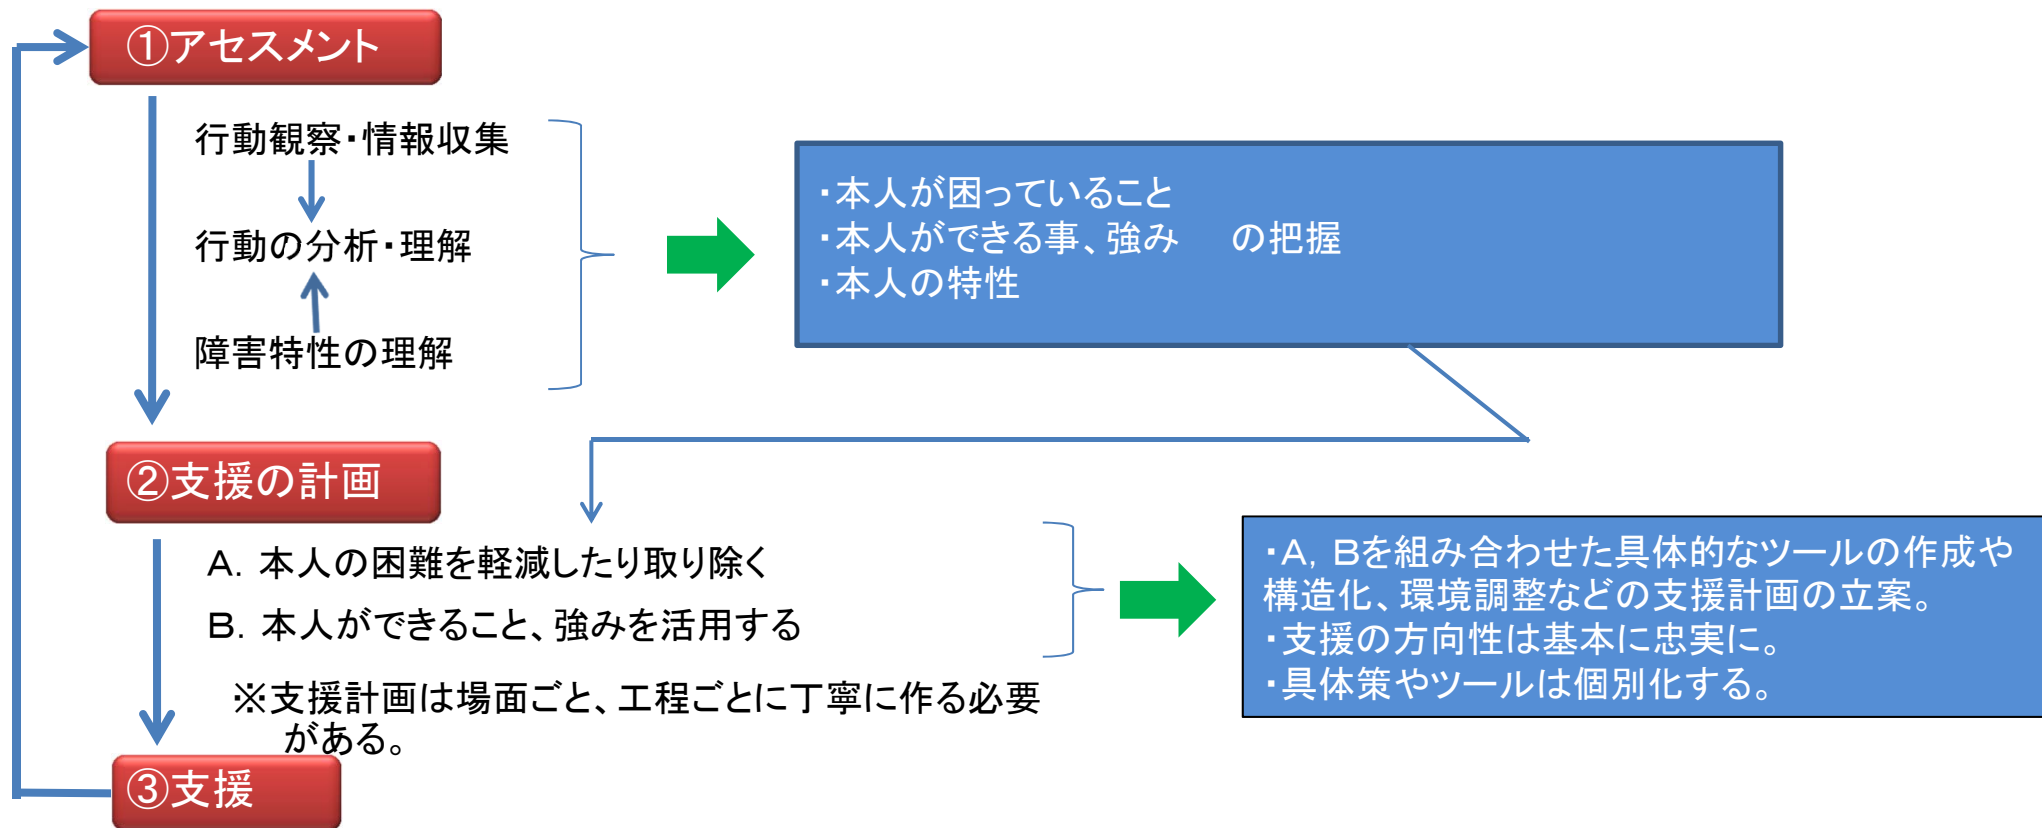 ①アセスメント
行動観察・情報収集
行動の分析・理解
障害特性の理解
・本人が困っていること
・本人ができる事、強み　の把握
・本人の特性
②支援の計画
A. 本人の困難を軽減したり取り除く
B. 本人ができること、強みを活用する
※支援計画は場面ごと、工程ごとに丁寧に作る必要
がある。
・A, Bを組み合わせた具体的なツールの作成や
構造化、環境調整などの支援計画の立案。
・支援の方向性は基本に忠実に。
・具体策やツールは個別化する。
③支援